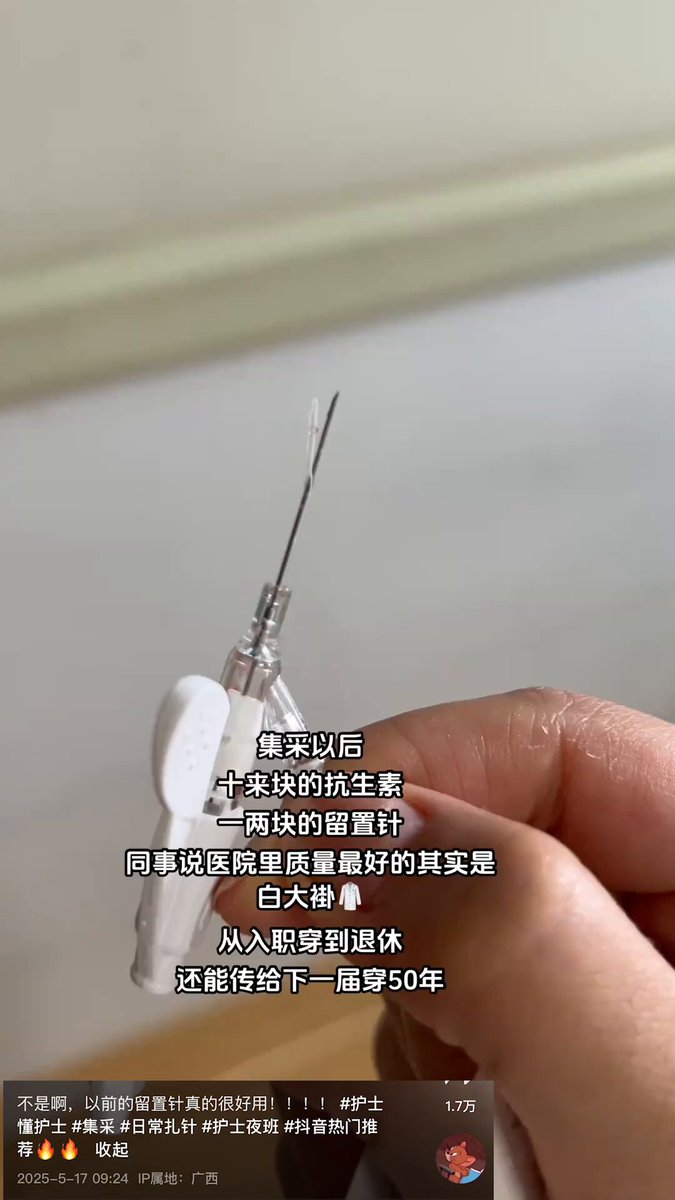 集采以后
十来块的抗生素
一两块的留置针
同事说医院里质量最好的其实是
白大褂🥼
从入职穿到退休
还能传给下一届穿50年
不是啊，以前的留置针真的很好用！！！！ #护士
懂护士 #集采 #日常扎针 #护士夜班 #抖音热门推
荐🔥🔥 收起
1.7万
2025-5-17 09:24 IP属地：广西